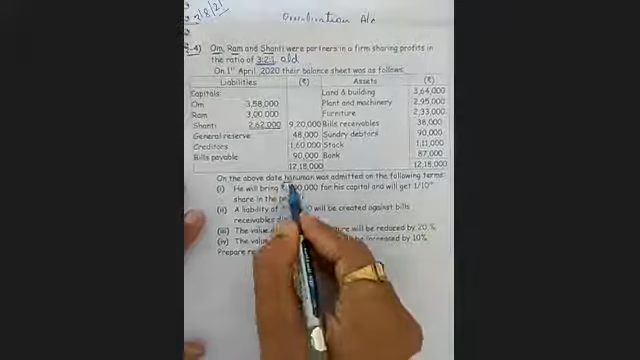 3/8/21
Revaluation A/c
-4) Om, Ram and Shanti were partners in a firm sharing profits in
the ratio of 3:2:1. old
On 1st April, 2020 their balance sheet was as follows:
Liabilities (₹) Assets (₹)
Capitals: Land & building 3,64,000
Om 3,58,000 Plant and machinery 2,95,000
Ram 3,00,000 Furniture 2,33,000
Shanti 2,62,000 9,20,000 Bills receivables 38,000
General reserve 48,000 Sundry debtors 90,000
Creditors 1,60,000 Stock 1,11,000
Bills payable 90,000 Bank 87,000
12,18,000 12,18,000
On the above date hanuman was admitted on the following terms:
(i) He will bring ₹ 00,000 for his capital and will get 1/10th
share in the
(ii) A liability of will be created against bills
receivables
(iii) The value ture will be reduced by 20 %.
(iv) The value be increased by 10%.
Prepare